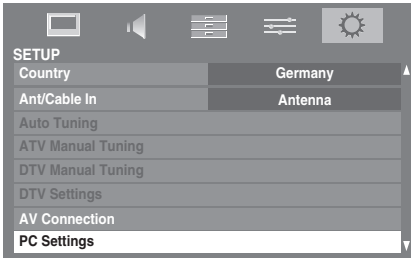 SETUP
Country Germany
Ant/Cable In Antenna
Auto Tuning
ATV Manual Tuning
DTV Manual Tuning
DTV Settings
AV Connection
PC Settings